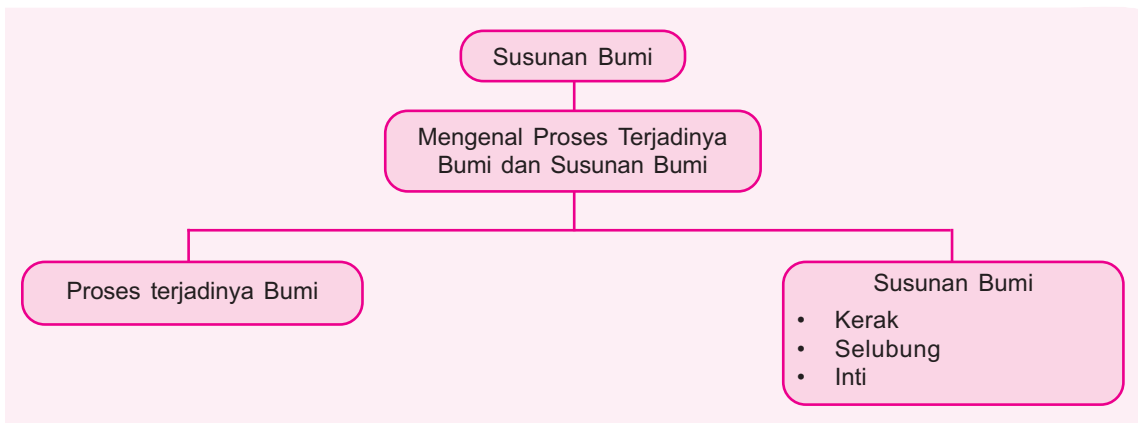 Susunan Bumi
Mengenal Proses Terjadinya
Bumi dan Susunan Bumi
Proses terjadinya Bumi
Susunan Bumi
• Kerak
• Selubung
• Inti